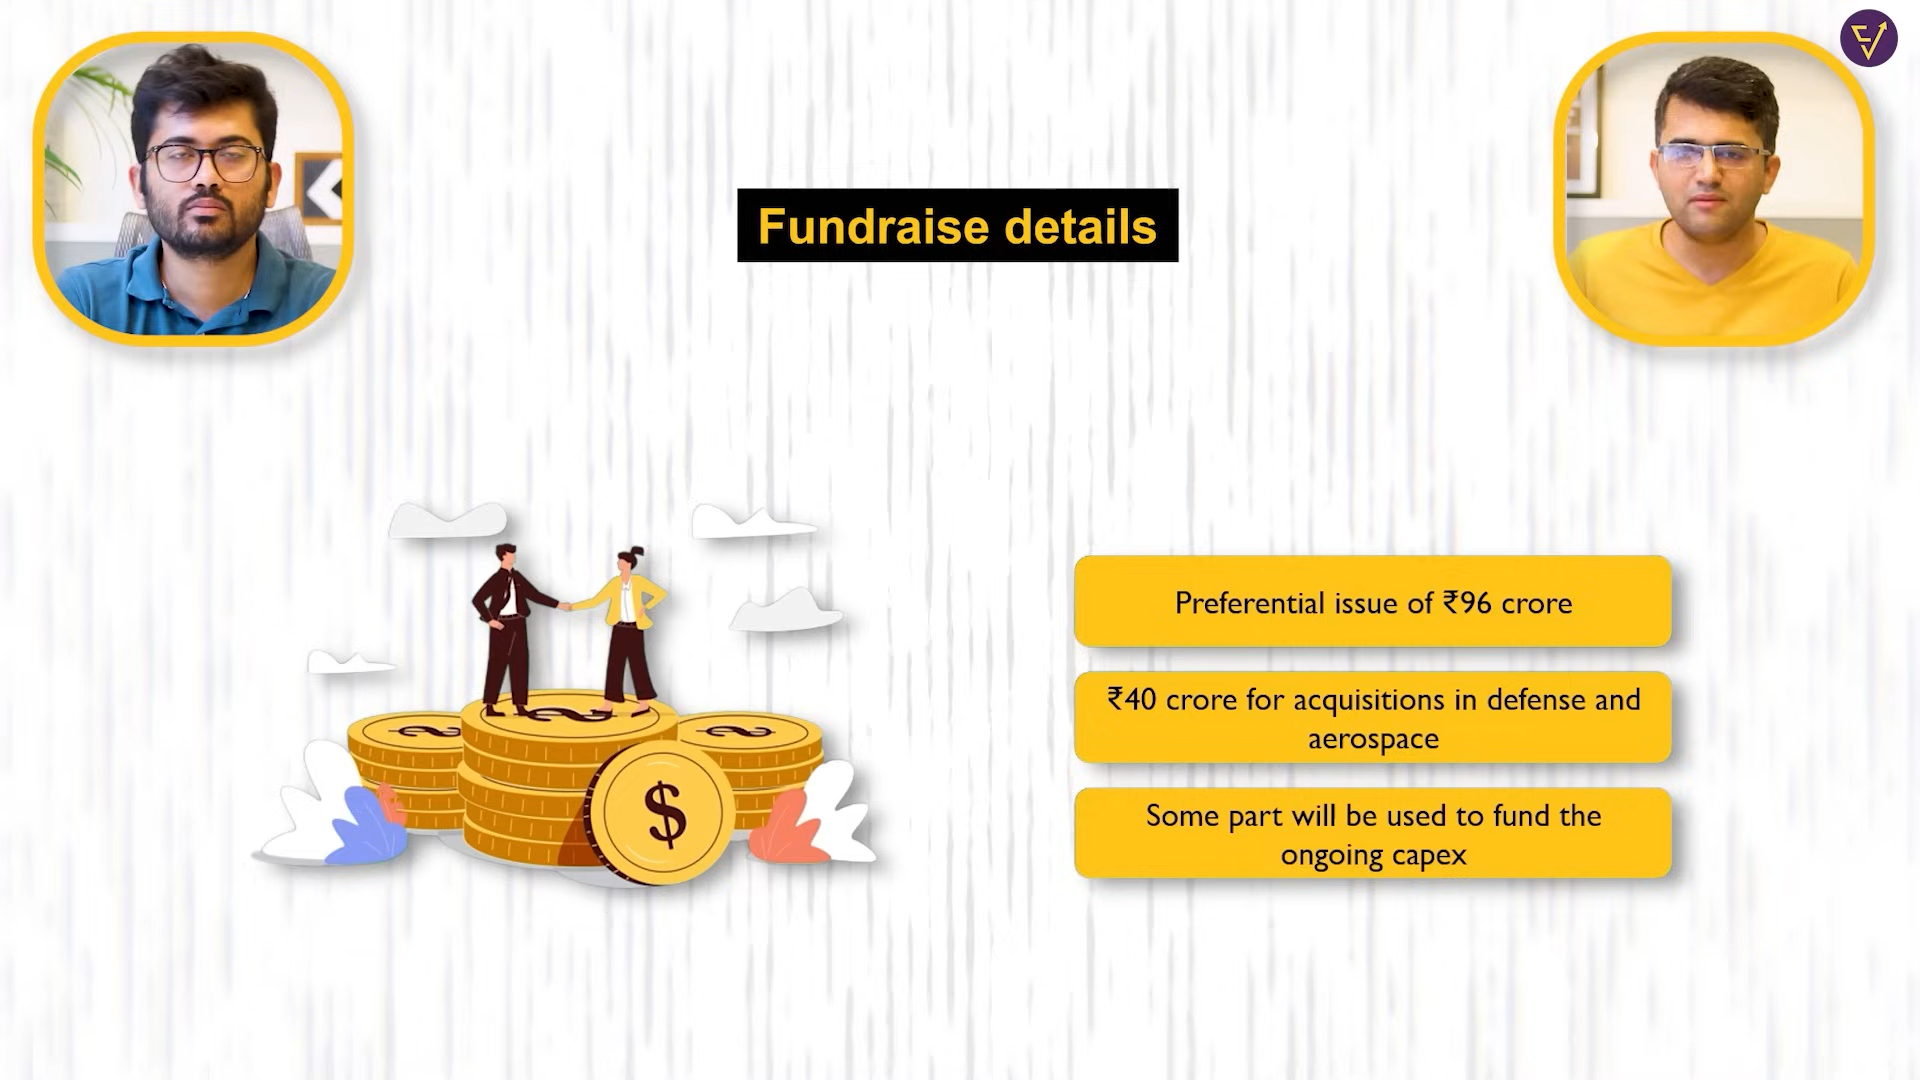 Fundraise details
Preferential issue of ₹96 crore
₹40 crore for acquisitions in defense and
aerospace
Some part will be used to fund the
ongoing capex
$